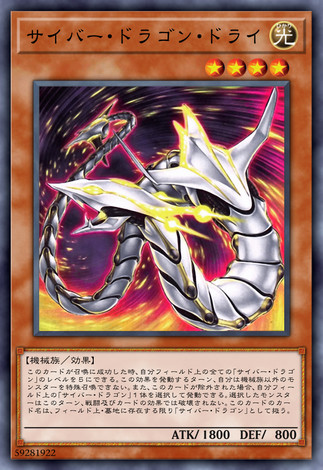 サイバー・ドラゴン・ドライ
光
【機械族／効果】
このカードが召喚に成功した時、自分フィールド上の全ての「サイバー・ドラゴ
ン」のレベルを５にできる。この効果を発動するターン、自分は機械族以外のモン
スターを特殊召喚できない。また、このカードが除外された場合、自分フィ
ールド上の「サイバー・ドラゴン」１体を選択して発動できる。選択したモンスタ
ーはこのターン、戦闘及びカードの効果では破壊されない。このカードのカー
ド名は、フィールド上・墓地に存在する限り「サイバー・ドラゴン」として扱う。
ATK/ 1800 DEF/ 800
59281922